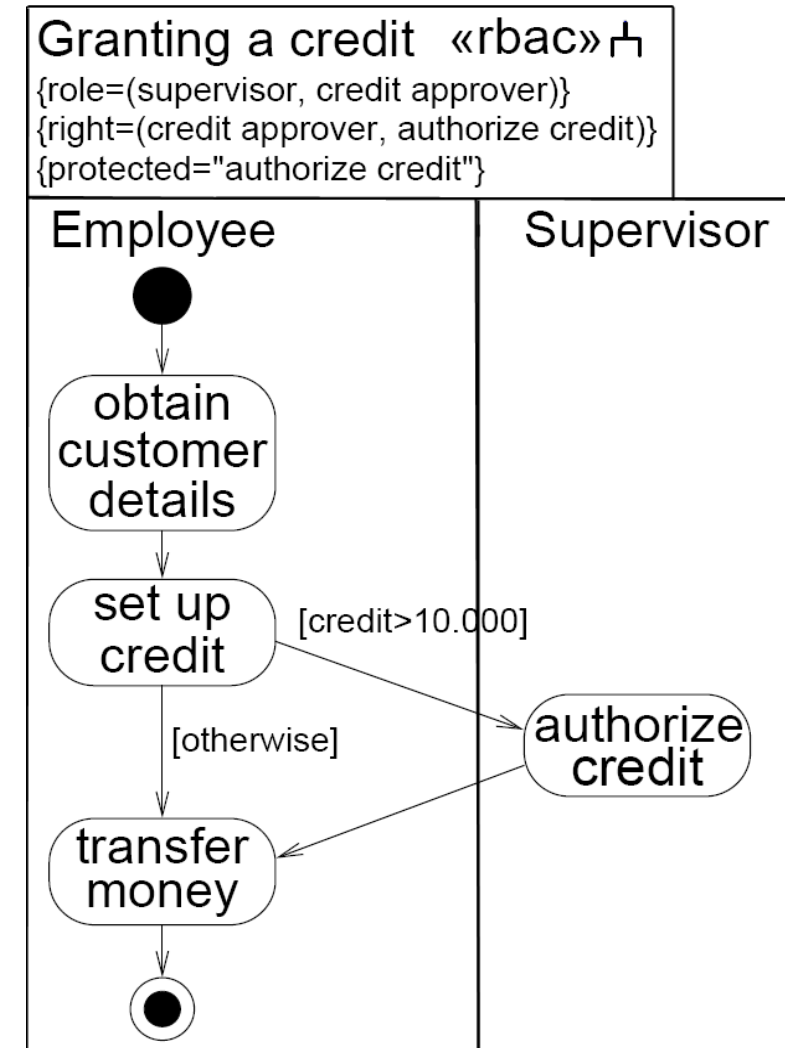 Granting a credit «rbac»
{role=(supervisor, credit approver)}
{right=(credit approver, authorize credit)}
{protected="authorize credit"}
Employee
Supervisor
obtain
customer
details
set up
credit
[credit>10.000]
[otherwise]
authorize
credit
transfer
money